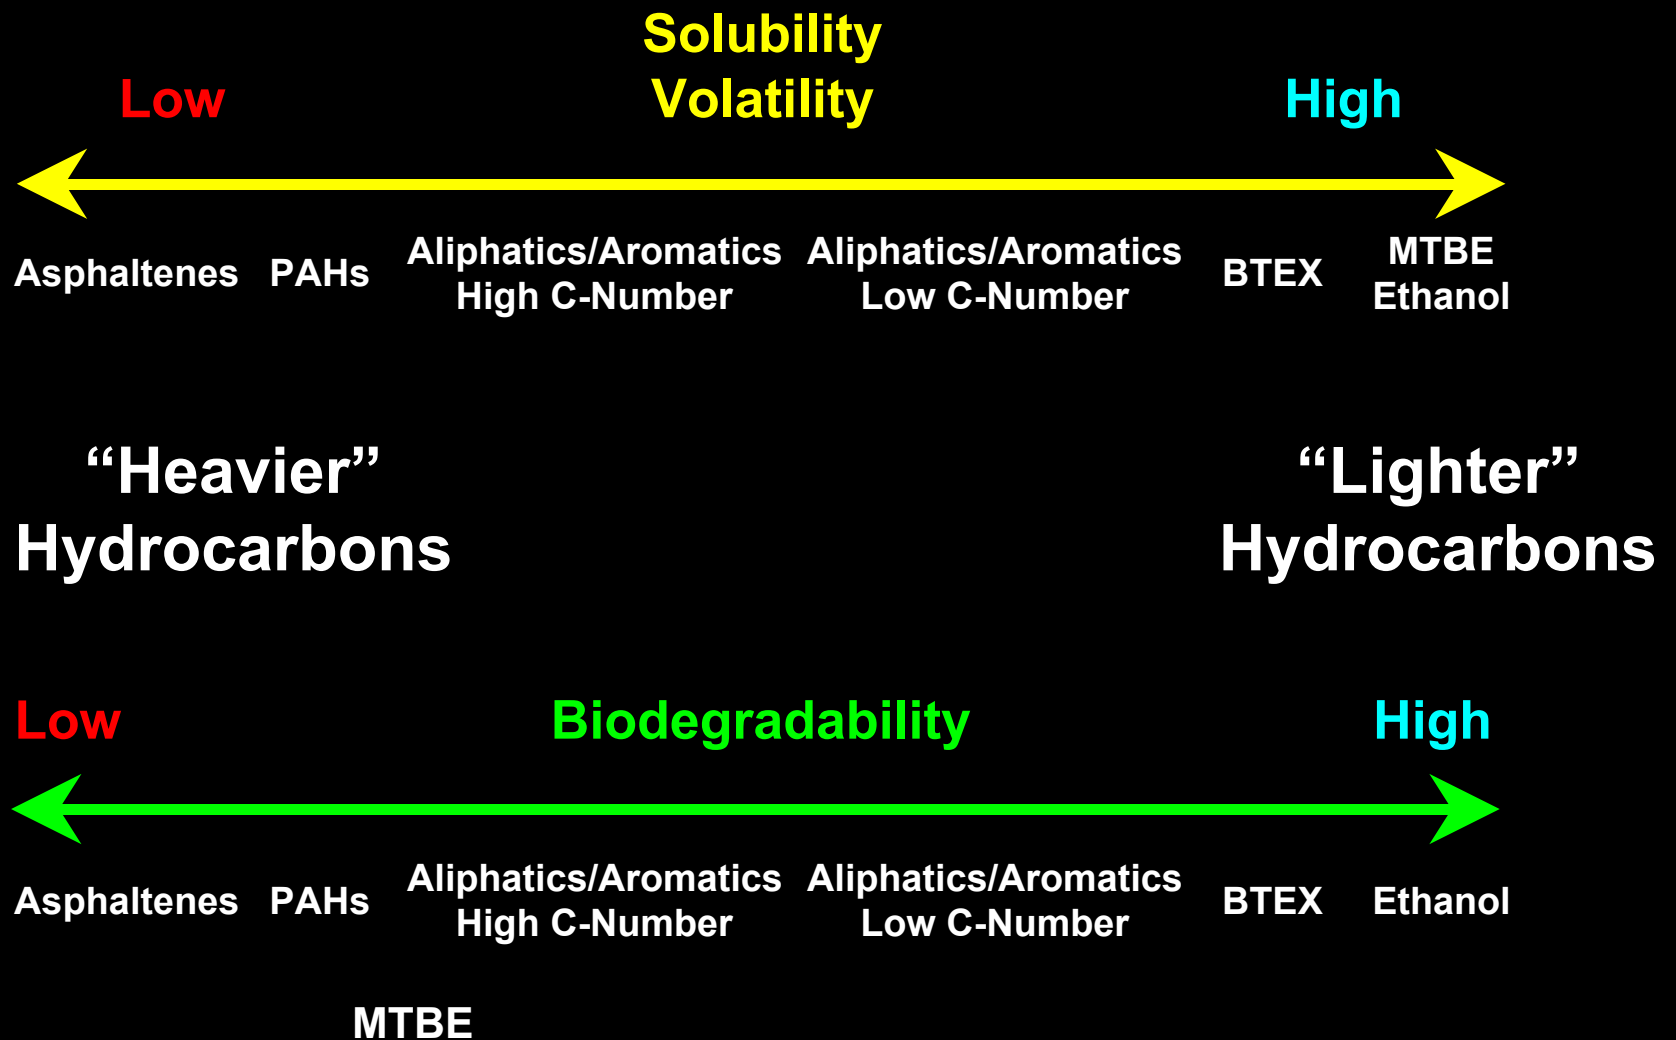 Solubility
Low Volatility High
Asphaltenes PAHs Aliphatics/Aromatics Aliphatics/Aromatics BTEX MTBE
High C-Number Low C-Number Ethanol
“Heavier” “Lighter”
Hydrocarbons Hydrocarbons
Low Biodegradability High
Asphaltenes PAHs Aliphatics/Aromatics Aliphatics/Aromatics BTEX Ethanol
High C-Number Low C-Number
MTBE